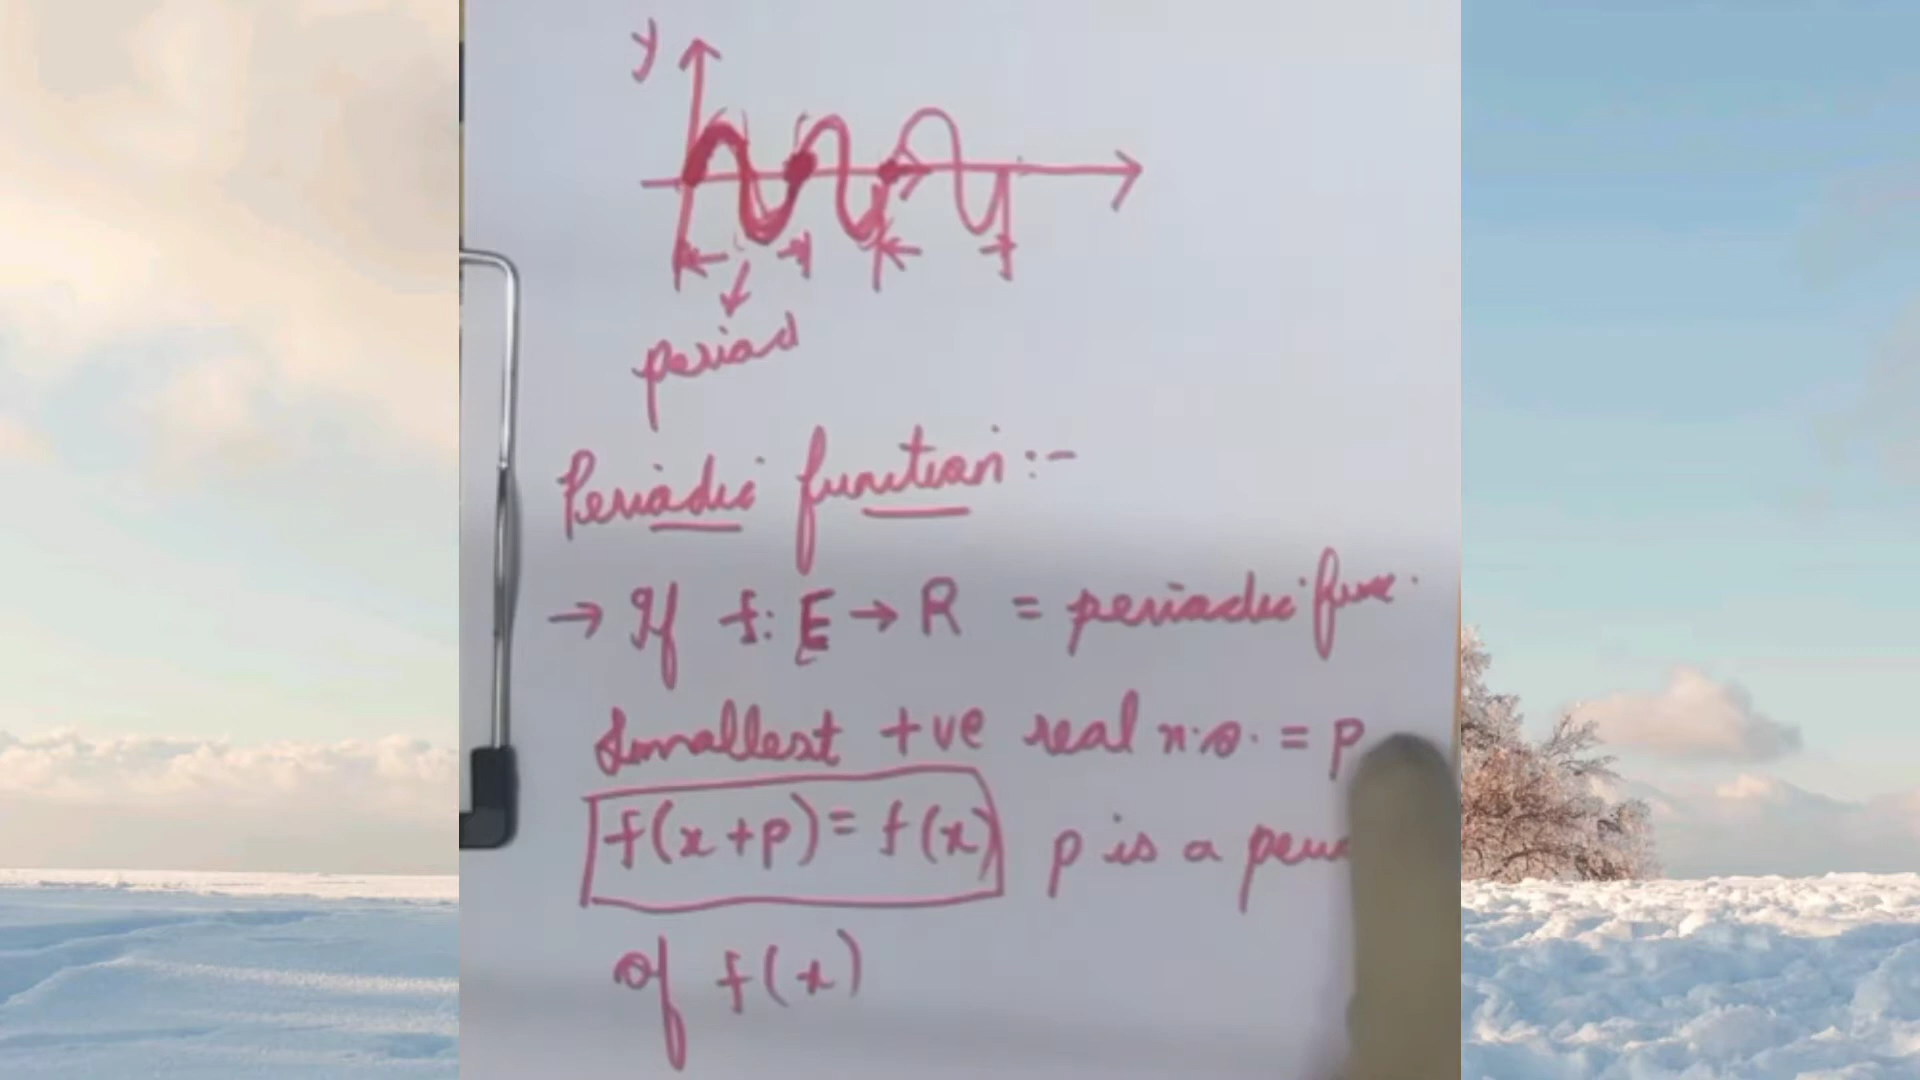 y
period
Periodic function :-
→ If f: E → R = periodic func.
Smallest +ve real n.o. = p
f(x+p) = f(x) p is a
of f(x)